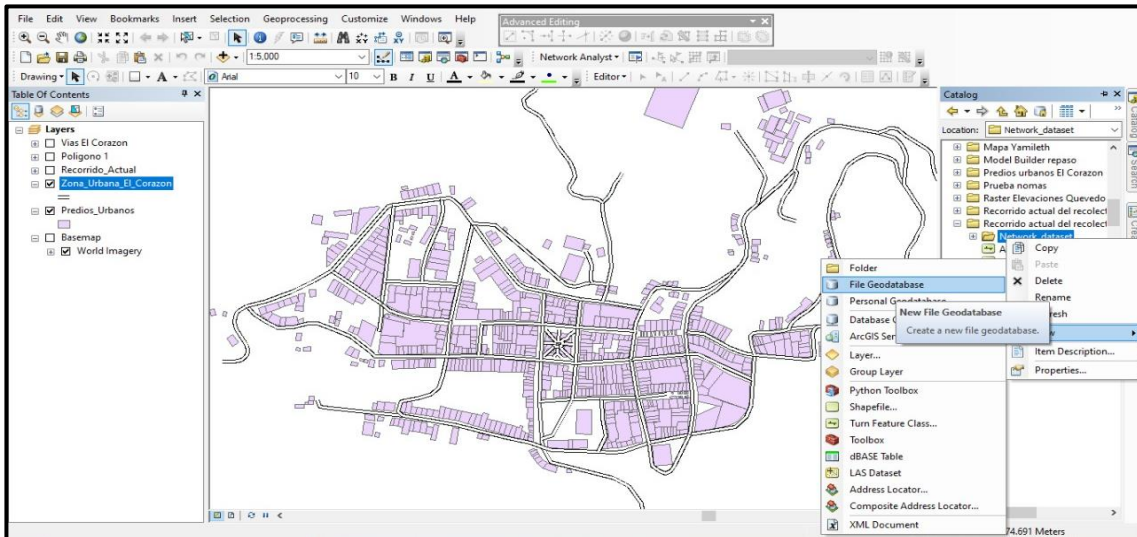 File Edit View Bookmarks Insert Selection Geoprocessing Customize Windows Help
Advanced Editing
1:5.000
Network Analyst
Drawing
Arial
10
B I U A
Editor
Table Of Contents
Layers
Vias El Corazon
Poligono 1
Recorrido_Actual
Zona_Urbana_El_Corazon
Predios_Urbanos
Basemap
World Imagery
Catalog
Location: Network_dataset
Mapa Yamileth
Model Builder repaso
Predios urbanos El Corazon
Prueba nomas
Raster Elevaciones Quevedo
Recorrido actual del recolect
Recorrido actual del recolect
Network_dataset
Catalog
Search
Copy
Paste
Delete
Rename
Item Description...
Properties...
Folder
File Geodatabase
Personal Geodatabase
New File Geodatabase
Create a new file geodatabase.
Layer...
Group Layer
Python Toolbox
Shapefile...
Turn Feature Class...
Toolbox
dBASE Table
LAS Dataset
Address Locator...
Composite Address Locator...
XML Document
74.691 Meters